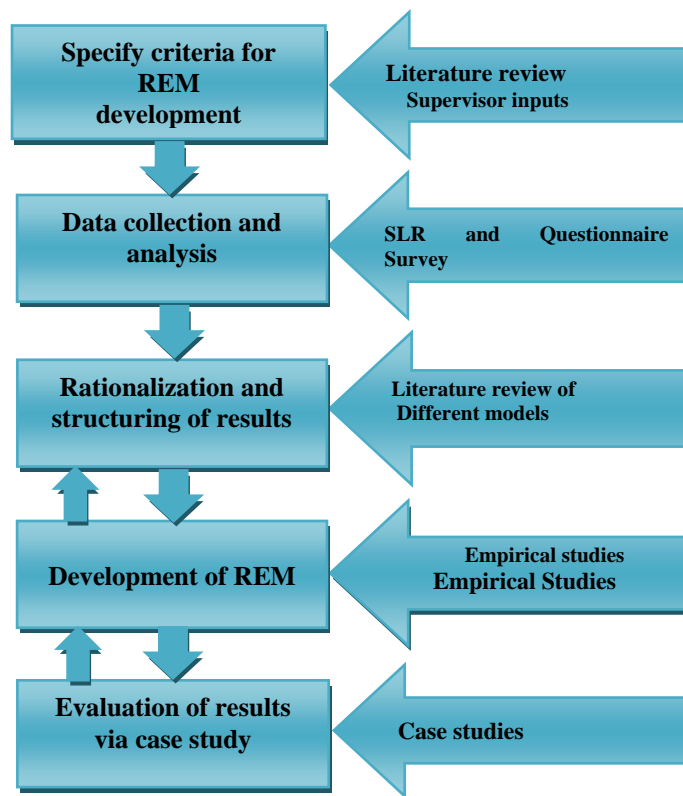 Specify criteria for
REM
development
Literature review
Supervisor inputs
Data collection and
analysis
SLR and Questionnaire
Survey
Rationalization and
structuring of results
Literature review of
Different models
Development of REM
Empirical studies
Empirical Studies
Evaluation of results
via case study
Case studies